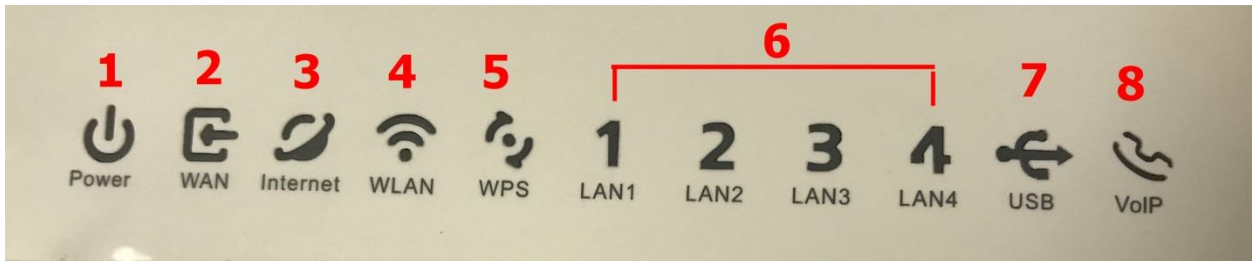 1 2 3 4 5 6 7 8
1 2 3 4
Power WAN Internet WLAN WPS LAN1 LAN2 LAN3 LAN4 USB VoIP